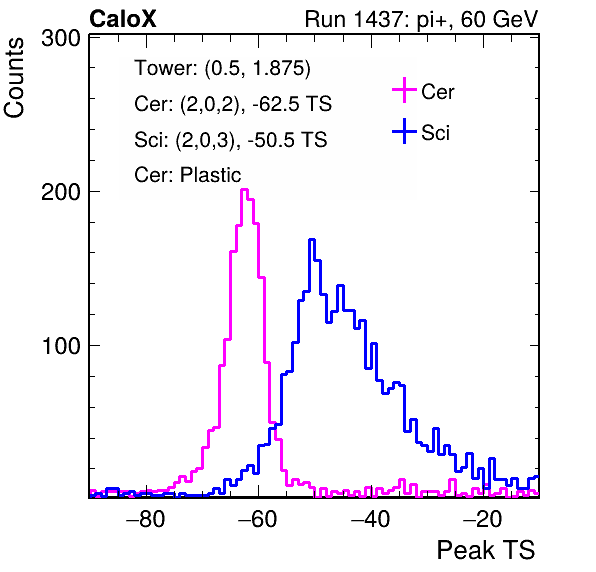 CaloX Run 1437: pi+, 60 GeV
Counts
300
Tower: (0.5, 1.875)
Cer: (2,0,2), -62.5 TS
Sci: (2,0,3), -50.5 TS
Cer: Plastic
Cer
Sci
200
100
−80 −60 −40 −20
Peak TS